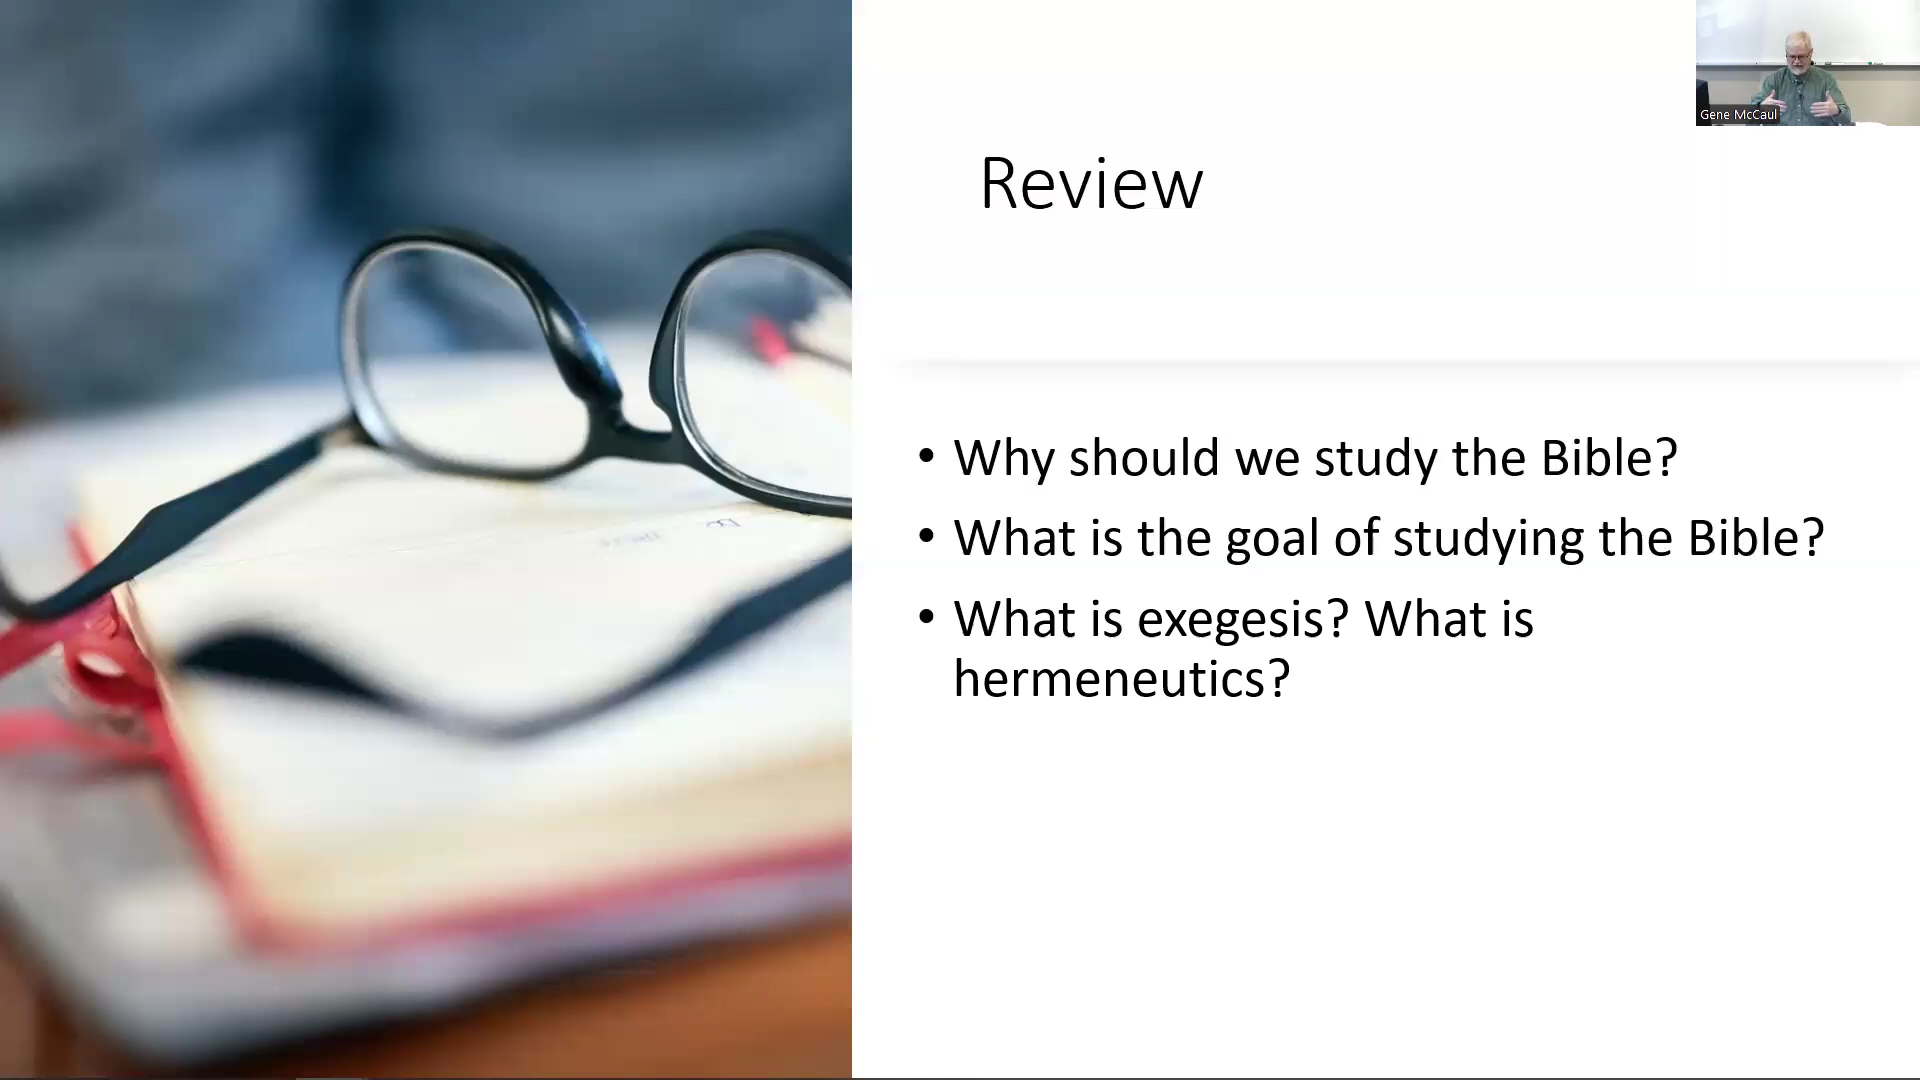 Gene McCaul
Review
• Why should we study the Bible?
• What is the goal of studying the Bible?
• What is exegesis? What is
hermeneutics?